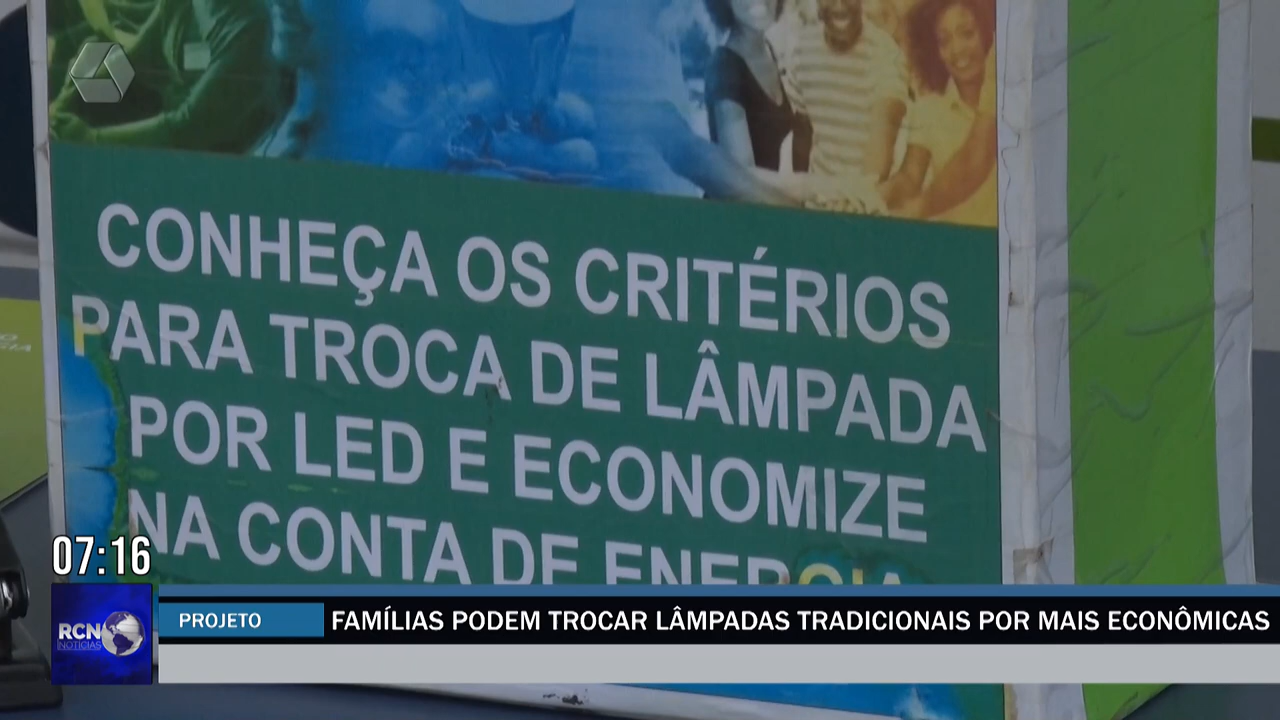 CONHEÇA OS CRITÉRIOS
PARA TROCA DE LÂMPADA
POR LED E ECONOMIZE
NA CONTA DE ENERGIA
07:16
RCN
NOTÍCIAS
PROJETO
FAMÍLIAS PODEM TROCAR LÂMPADAS TRADICIONAIS POR MAIS ECONÔMICAS